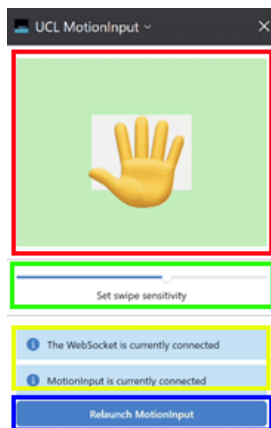 UCL MotionInput
Set swipe sensitivity
The WebSocket is currently connected
MotionInput is currently connected
Relaunch MotionInput